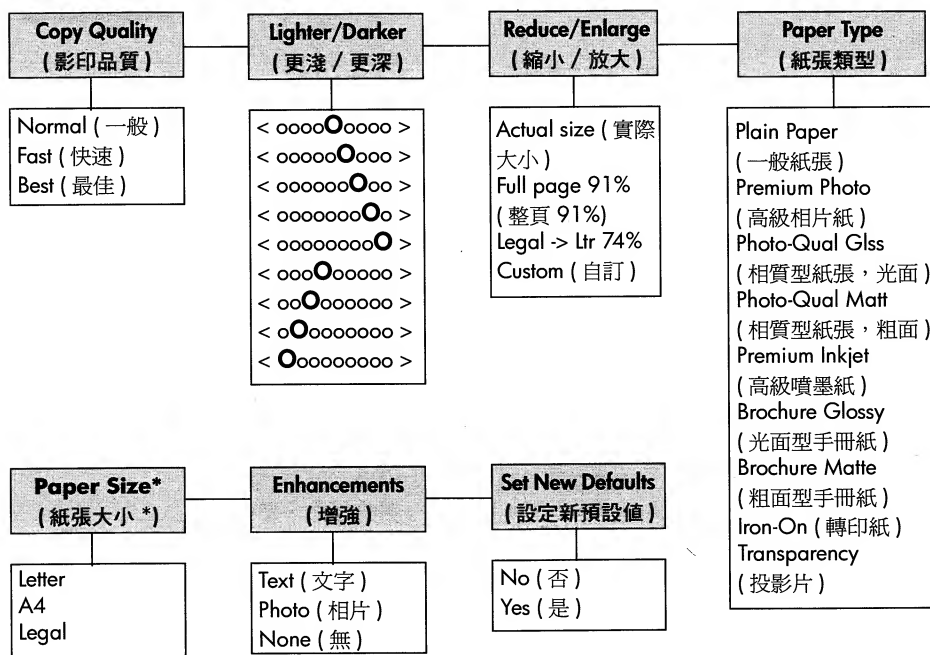 Copy Quality
( 影印品質 )
Normal ( 一般 )
Fast ( 快速 )
Best ( 最佳 )
Lighter/Darker
( 更淺 / 更深 )
< ooooOoooo >
< oooooOooo >
< ooooooOoo >
< oooooooOo >
< ooooooooO >
< oooOooooo >
< ooOoooooo >
< oOooooooo >
< Ooooooooo >
Reduce/Enlarge
( 縮小 / 放大 )
Actual size ( 實際
大小 )
Full page 91%
( 整頁 91%)
Legal -> Ltr 74%
Custom ( 自訂 )
Paper Type
( 紙張類型 )
Plain Paper
( 一般紙張 )
Premium Photo
( 高級相片紙 )
Photo-Qual Glss
( 相質型紙張，光面 )
Photo-Qual Matt
( 相質型紙張，粗面 )
Premium Inkjet
( 高級噴墨紙 )
Brochure Glossy
( 光面型手冊紙 )
Brochure Matte
( 粗面型手冊紙 )
Iron-On ( 轉印紙 )
Transparency
( 投影片 )
Paper Size*
( 紙張大小 *)
Letter
A4
Legal
Enhancements
( 增強 )
Text ( 文字 )
Photo ( 相片 )
None ( 無 )
Set New Defaults
( 設定新預設值 )
No ( 否 )
Yes ( 是 )